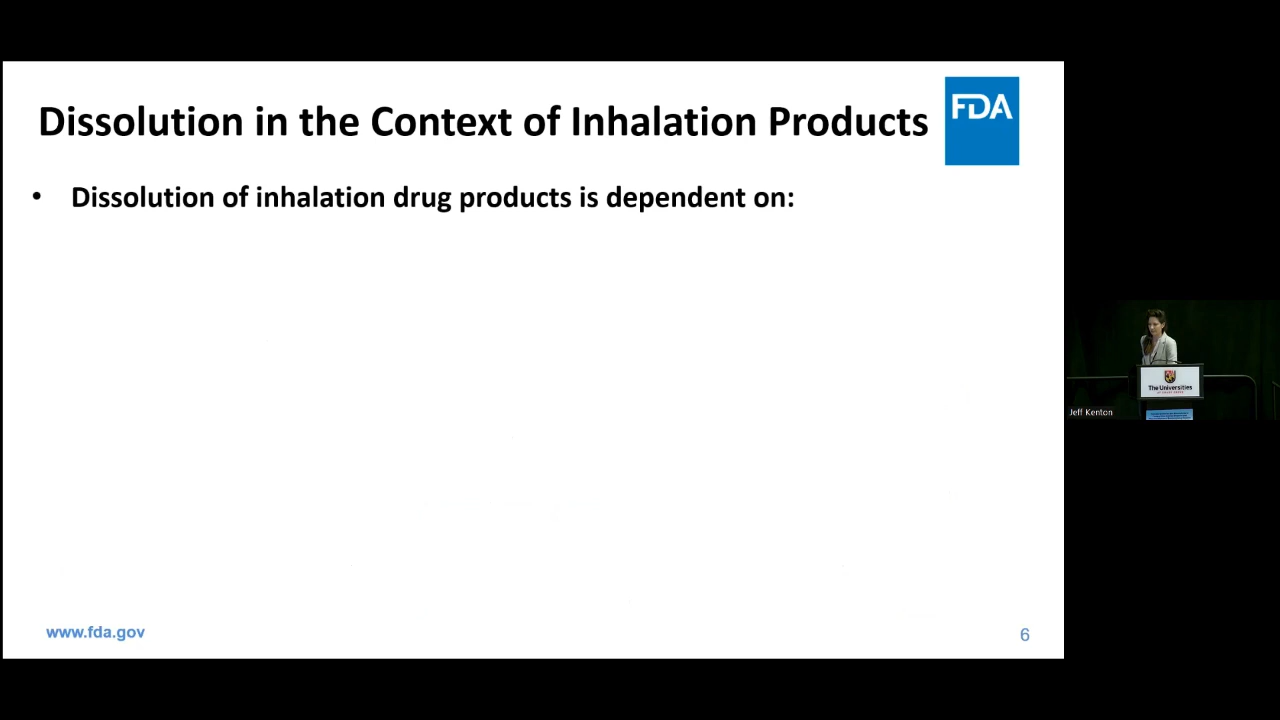 Dissolution in the Context of Inhalation Products
FDA
• Dissolution of inhalation drug products is dependent on:
www.fda.gov
6
The Universities
Jeff Kenton